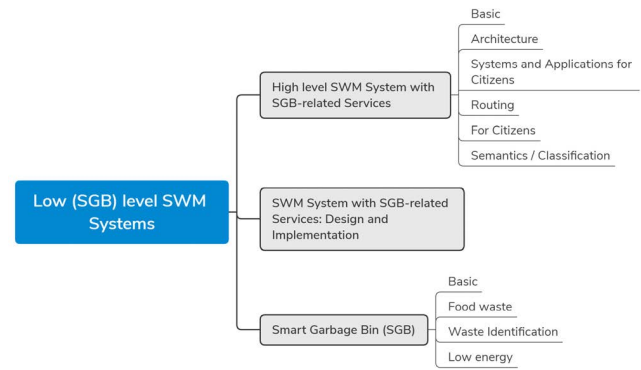 Low (SGB) level SWM
Systems
High level SWM System with
SGB-related Services
Basic
Architecture
Systems and Applications for
Citizens
Routing
For Citizens
Semantics / Classification
SWM System with SGB-related
Services: Design and
Implementation
Smart Garbage Bin (SGB)
Basic
Food waste
Waste Identification
Low energy